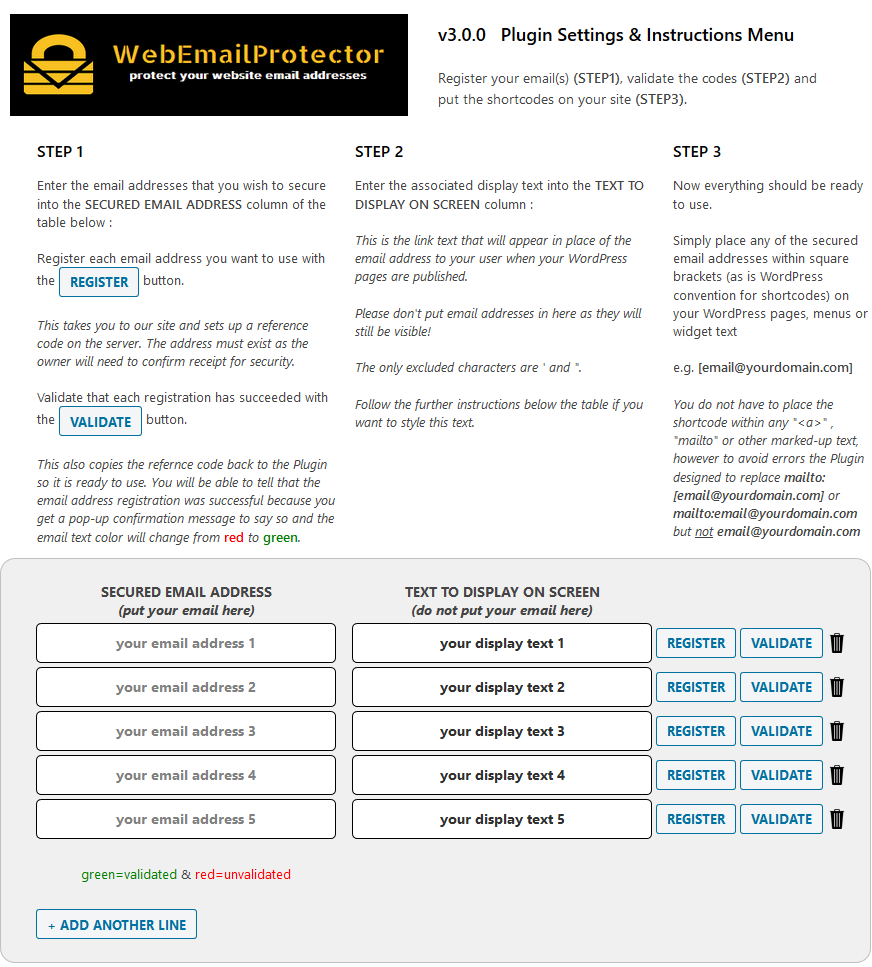 WebEmailProtector
protect your website email addresses
v3.0.0 Plugin Settings & Instructions Menu
Register your email(s) (STEP1), validate the codes (STEP2) and
put the shortcodes on your site (STEP3).
STEP 1
Enter the email addresses that you wish to secure
into the SECURED EMAIL ADDRESS column of the
table below :
Register each email address you want to use with
the REGISTER button.
This takes you to our site and sets up a reference
code on the server. The address must exist as the
owner will need to confirm receipt for security.
Validate that each registration has succeeded with
the VALIDATE button.
This also copies the refernce code back to the Plugin
so it is ready to use. You will be able to tell that the
email address registration was successful because you
get a pop-up confirmation message to say so and the
email text color will change from red to green.
STEP 2
Enter the associated display text into the TEXT TO
DISPLAY ON SCREEN column :
This is the link text that will appear in place of the
email address to your user when your WordPress
pages are published.
Please don't put email addresses in here as they will
still be visible!
The only excluded characters are ' and ".
Follow the further instructions below the table if you
want to style this text.
STEP 3
Now everything should be ready
to use.
Simply place any of the secured
email addresses within square
brackets (as is WordPress
convention for shortcodes) on
your WordPress pages, menus or
widget text
e.g. [email@yourdomain.com]
You do not have to place the
shortcode within any "<a>" ,
"mailto" or other marked-up text,
however to avoid errors the Plugin
designed to replace mailto:
[email@yourdomain.com] or
mailto:email@yourdomain.com
but not email@yourdomain.com
SECURED EMAIL ADDRESS TEXT TO DISPLAY ON SCREEN
(put your email here) (do not put your email here)
your email address 1 your display text 1 REGISTER VALIDATE
your email address 2 your display text 2 REGISTER VALIDATE
your email address 3 your display text 3 REGISTER VALIDATE
your email address 4 your display text 4 REGISTER VALIDATE
your email address 5 your display text 5 REGISTER VALIDATE
green=validated & red=unvalidated
+ ADD ANOTHER LINE